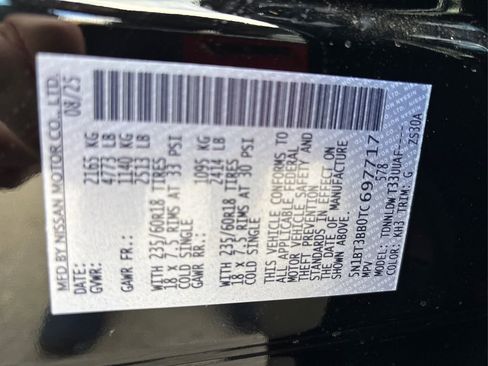 MFD BY NISSAN MOTOR CO., LTD.
DATE: 08/25
GVWR: 2165 KG
4773 LB
GAWR FR.: 1140 KG
2513 LB
WITH 235/60R18 TIRES
18 X 7.5 RIMS AT 33 PSI
COLD SINGLE
GAWR RR.: 1095 KG
2414 LB
WITH 235/60R18 TIRES
18 X 7.5 RIMS AT 30 PSI
COLD SINGLE
THIS VEHICLE CONFORMS TO
ALL APPLICABLE FEDERAL
MOTOR VEHICLE SAFETY AND
THEFT PREVENTION
STANDARDS IN EFFECT ON
THE DATE OF MANUFACTURE
SHOWN ABOVE.
5N1BT3BB0TC697717
MPV 578
MODEL: TDNNLDWT33UUAF----
COLOR: KH3 TRIM: G
ZS30A